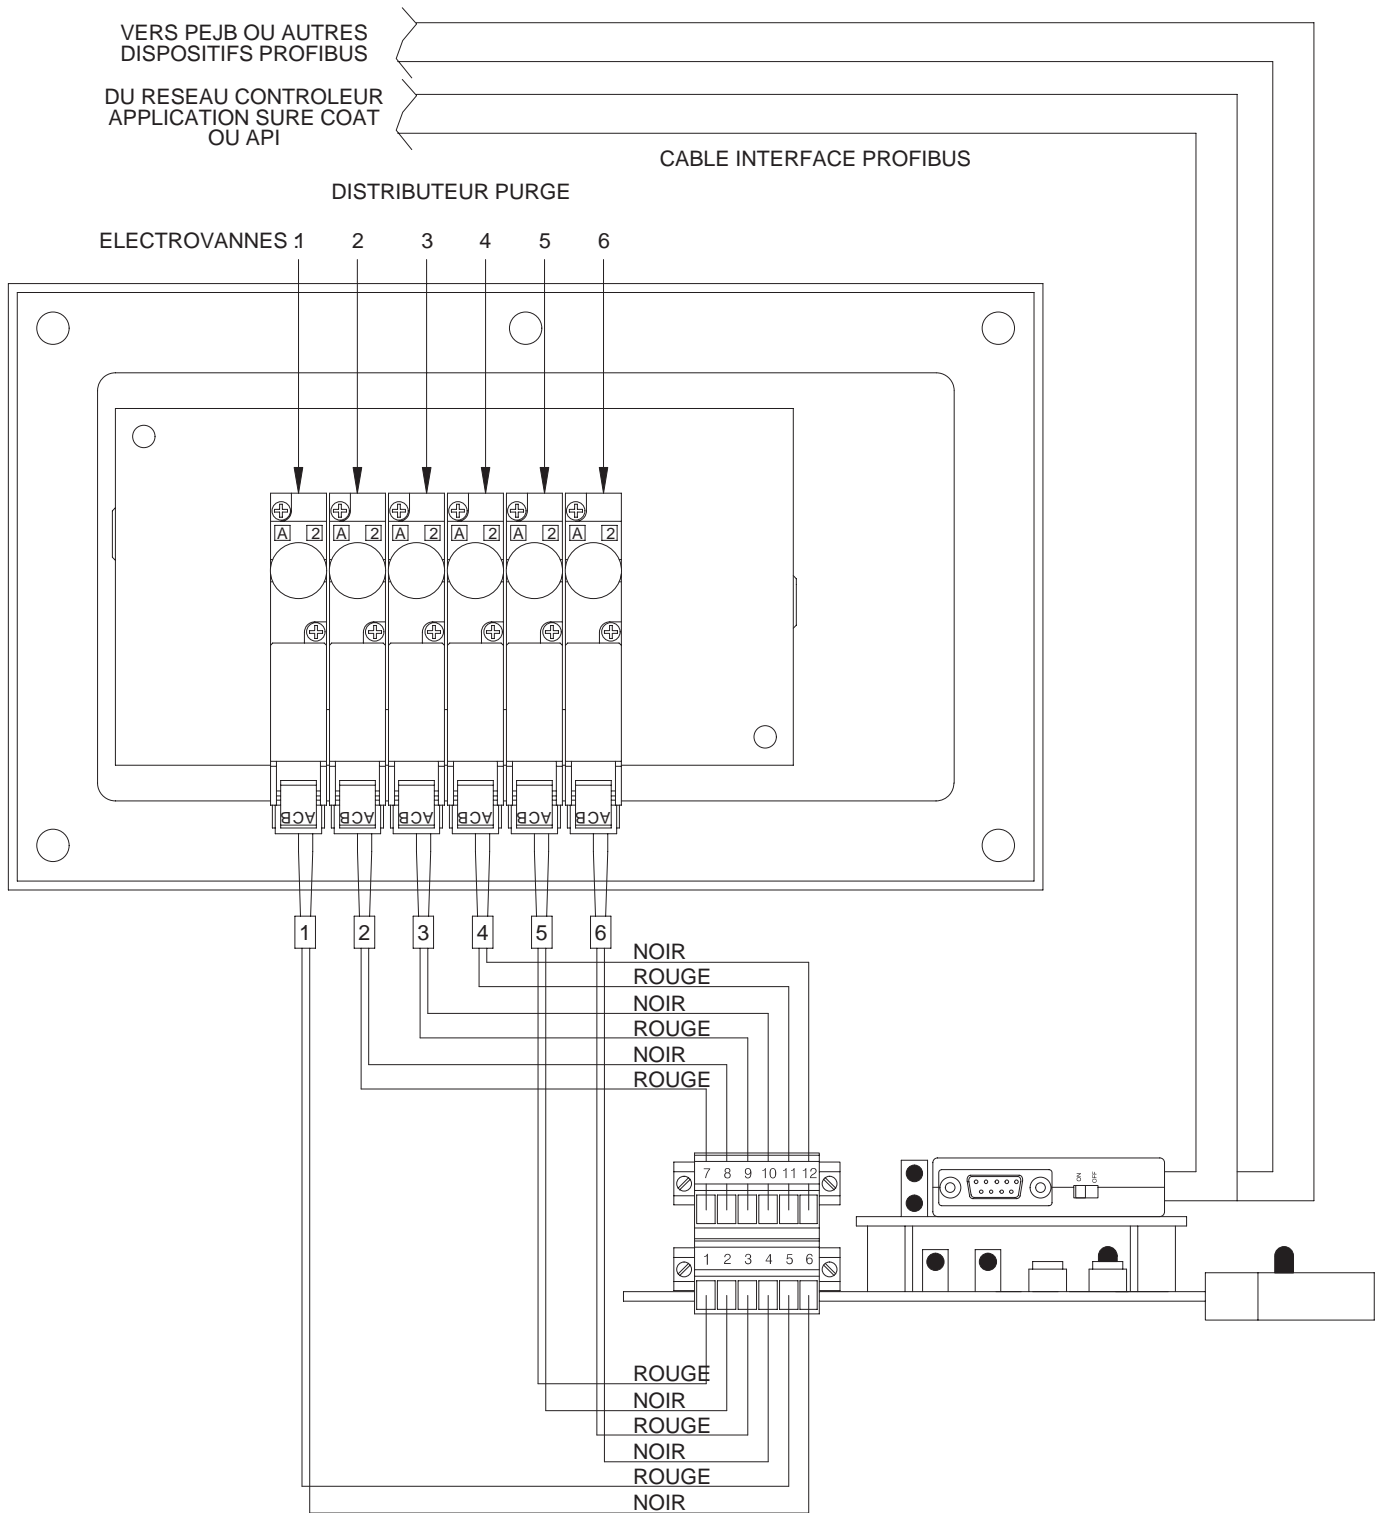 VERS PEJB OU AUTRES
DISPOSITIFS PROFIBUS
DU RESEAU CONTROLEUR
APPLICATION SURE COAT
OU API
CABLE INTERFACE PROFIBUS
DISTRIBUTEUR PURGE
ELECTROVANNES : 1 2 3 4 5 6
A 2 A 2 A 2 A 2 A 2 A 2
ACB ACB ACB ACB ACB ACB
1 2 3 4 5 6
NOIR
ROUGE
NOIR
ROUGE
NOIR
ROUGE
7 8 9 10 11 12
ON
OFF
1 2 3 4 5 6
ROUGE
NOIR
ROUGE
NOIR
ROUGE
NOIR